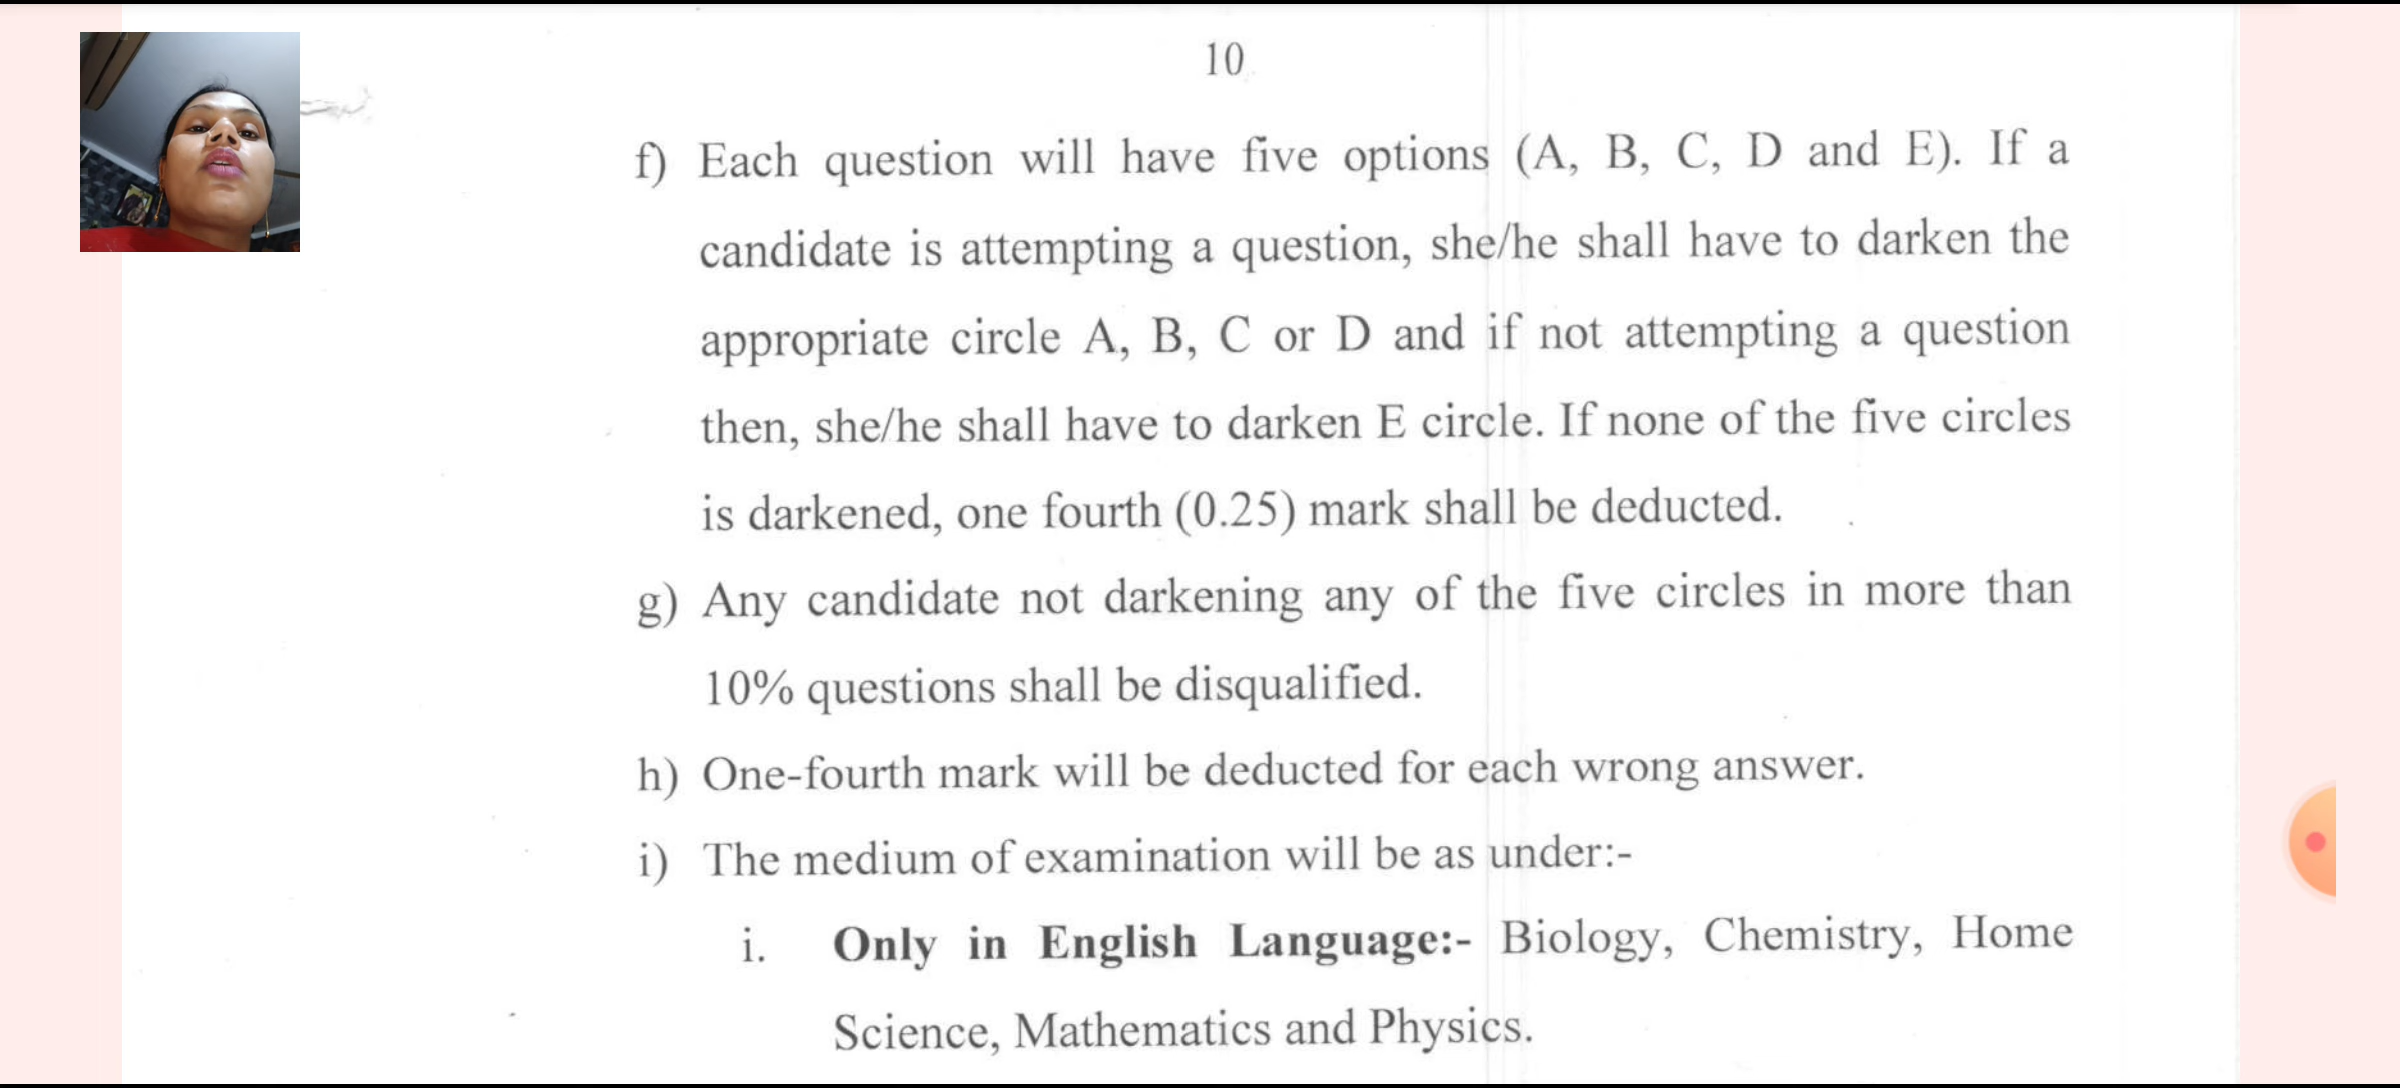 10
f) Each question will have five options (A, B, C, D and E). If a
candidate is attempting a question, she/he shall have to darken the
appropriate circle A, B, C or D and if not attempting a question
then, she/he shall have to darken E circle. If none of the five circles
is darkened, one fourth (0.25) mark shall be deducted.
g) Any candidate not darkening any of the five circles in more than
10% questions shall be disqualified.
h) One-fourth mark will be deducted for each wrong answer.
i) The medium of examination will be as under:-
i. Only in English Language:- Biology, Chemistry, Home
Science, Mathematics and Physics.